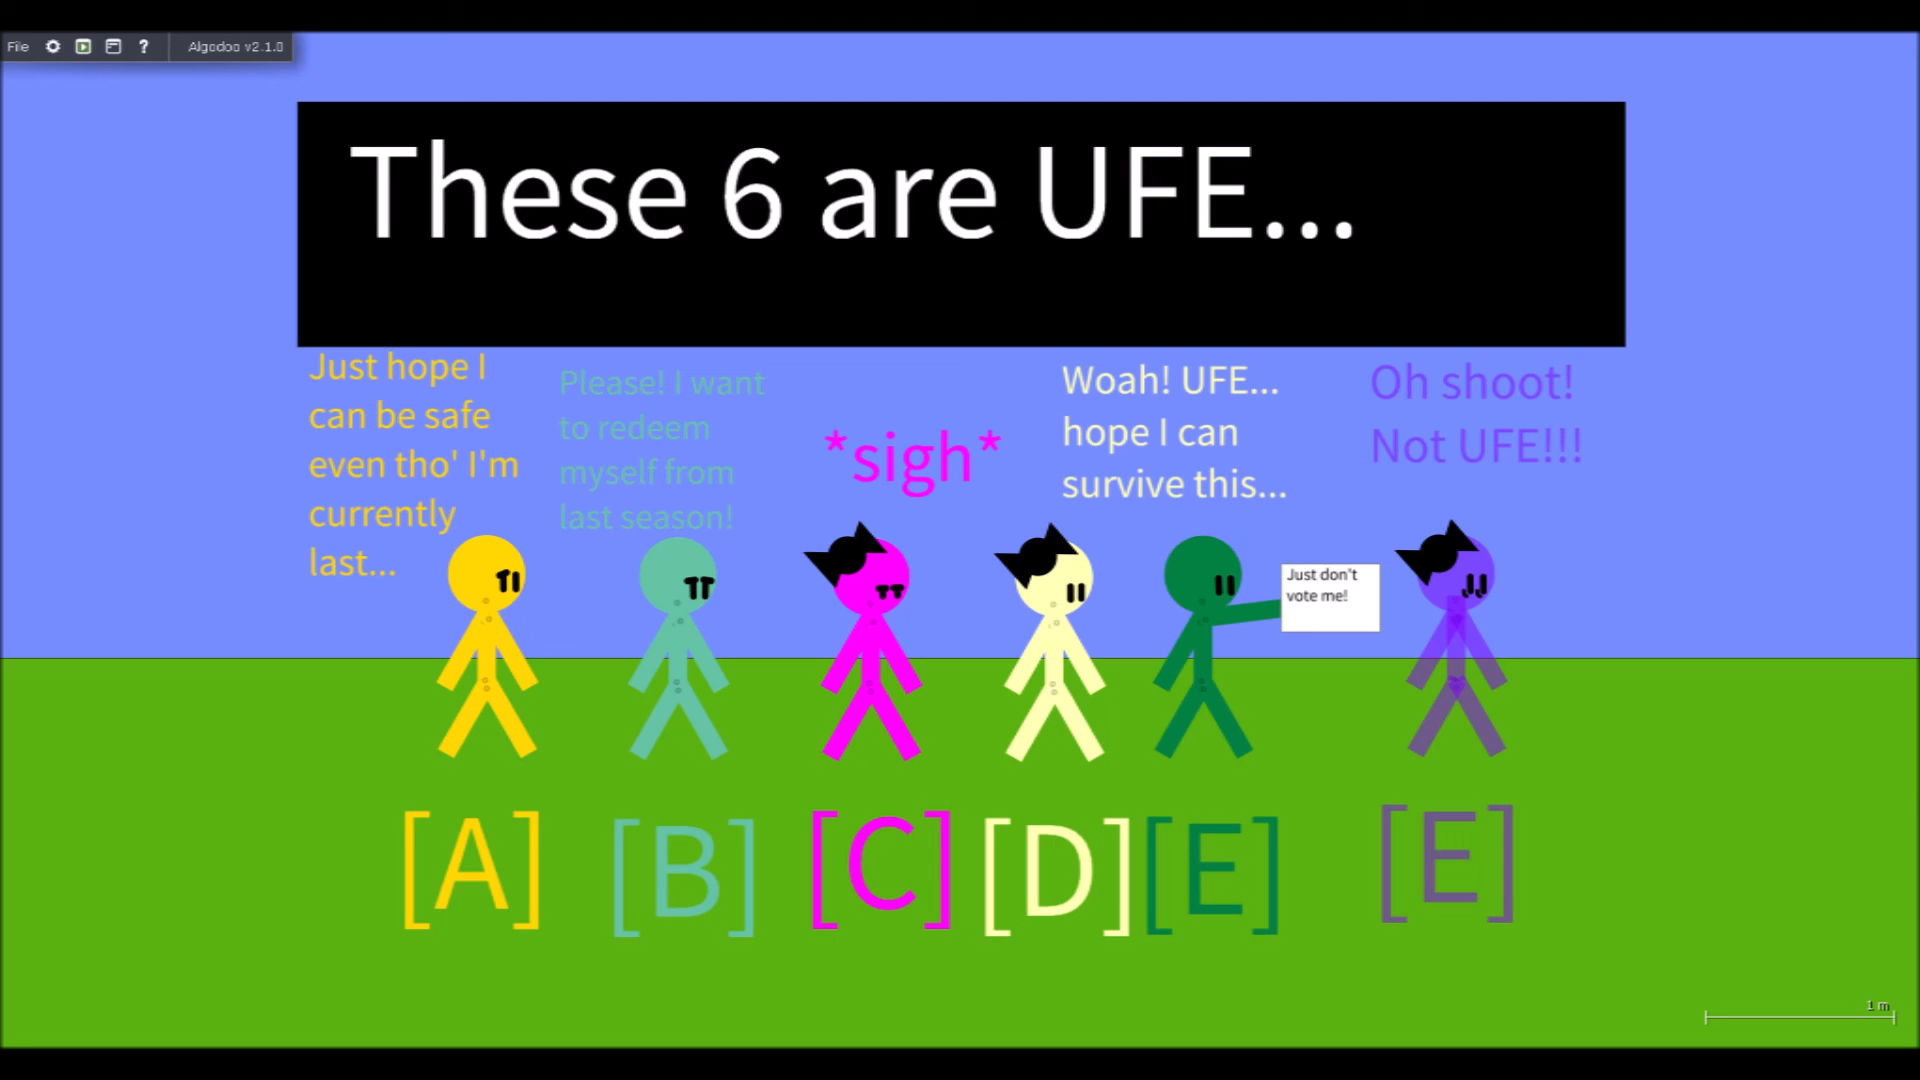 File ? Algodoo v2.1.0
These 6 are UFE...
Just hope I
can be safe
even tho' I'm
currently
last...
Please! I want
to redeem
myself from
last season!
*sigh*
Woah! UFE...
hope I can
survive this...
Oh shoot!
Not UFE!!!
Just don't
vote me!
[A] [B] [C] [D] [E] [E]
1 m